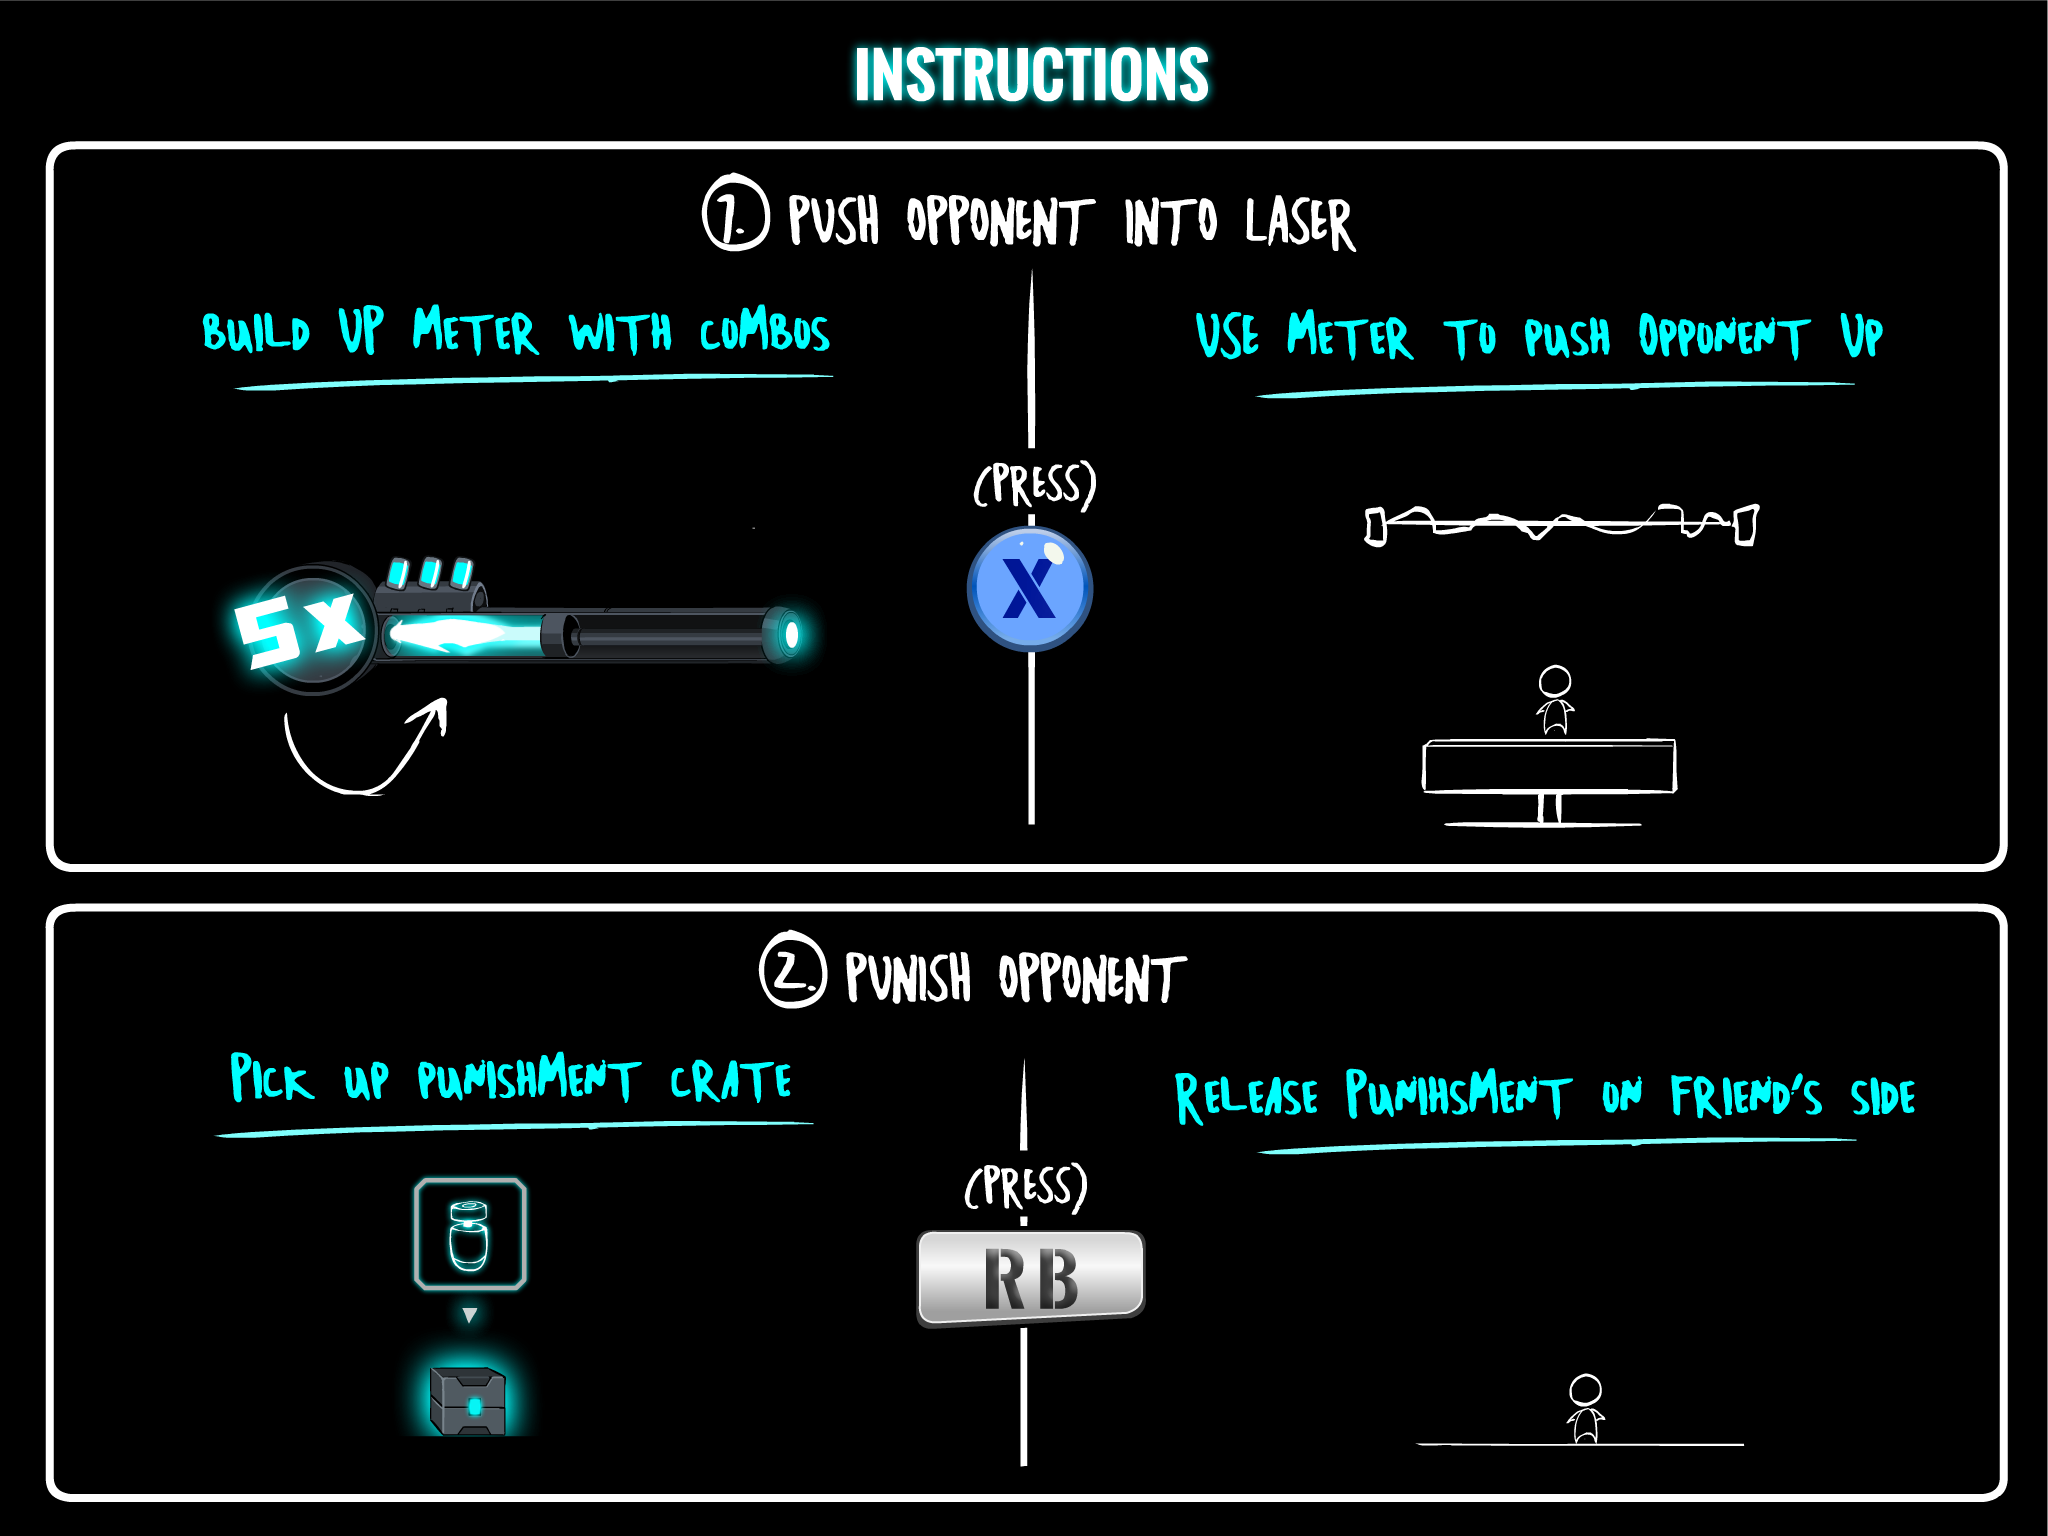 INSTRUCTIONS
1. PUSH OPPONENT INTO LASER
BUILD UP METER WITH COMBOS
USE METER TO PUSH OPPONENT UP
(PRESS)
X
5x
2. PUNISH OPPONENT
PICK UP PUNISHMENT CRATE
RELEASE PUNIHSMENT ON FRIEND'S SIDE
(PRESS)
RB